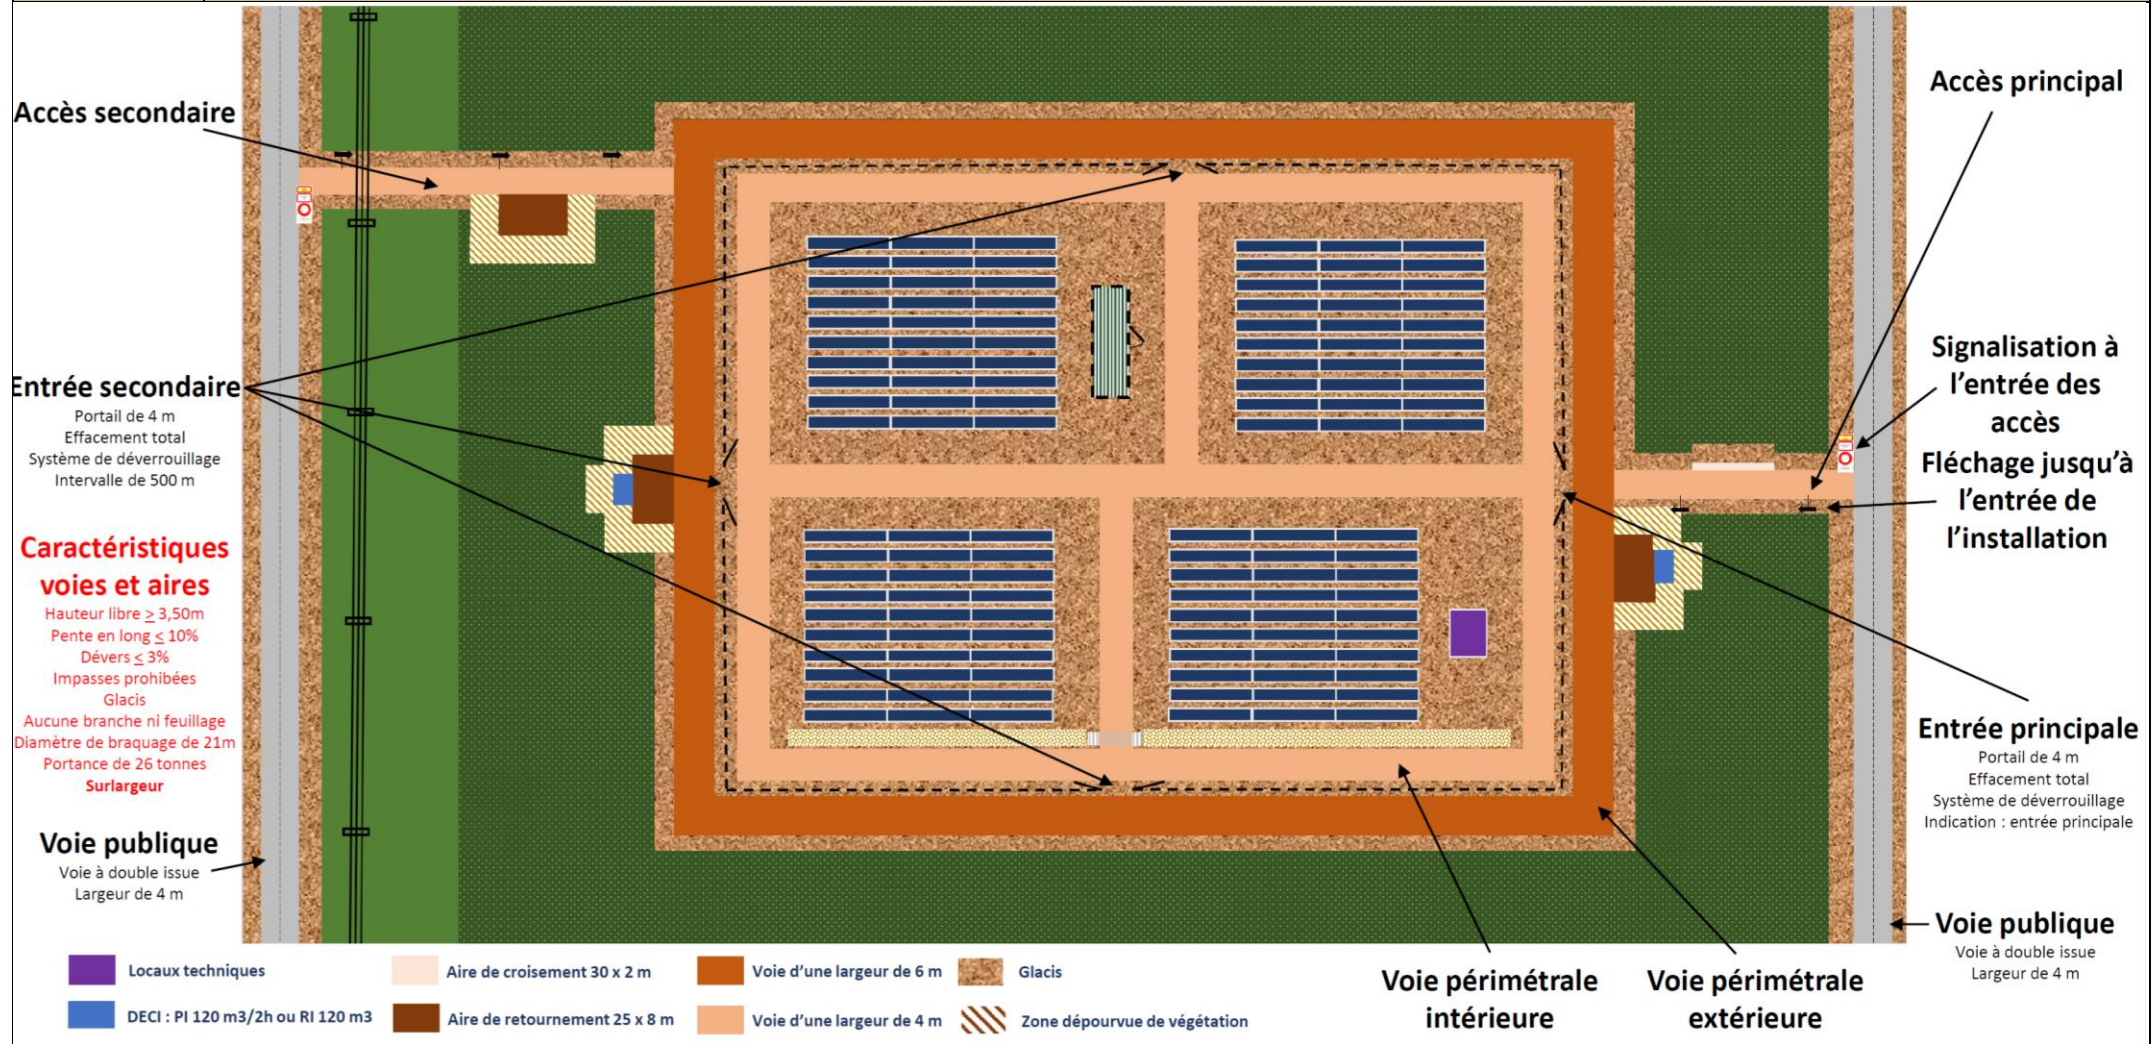 Accès secondaire
Entrée secondaire
Portail de 4 m
Effacement total
Système de déverrouillage
Intervalle de 500 m
Caractéristiques
voies et aires
Hauteur libre ≥ 3,50m
Pente en long ≤ 10%
Dévers ≤ 3%
Impasses prohibées
Glacis
Aucune branche ni feuillage
Diamètre de braquage de 21m
Portance de 26 tonnes
Surlargeur
Voie publique
Voie à double issue
Largeur de 4 m
Accès principal
Signalisation à
l’entrée des
accès
Fléchage jusqu’à
l’entrée de
l’installation
Entrée principale
Portail de 4 m
Effacement total
Système de déverrouillage
Indication : entrée principale
Voie publique
Voie à double issue
Largeur de 4 m
Voie périmétrale
intérieure
Voie périmétrale
extérieure
Locaux techniques
Aire de croisement 30 x 2 m
Voie d’une largeur de 6 m
Glacis
DECI : PI 120 m3/2h ou RI 120 m3
Aire de retournement 25 x 8 m
Voie d’une largeur de 4 m
Zone dépourvue de végétation